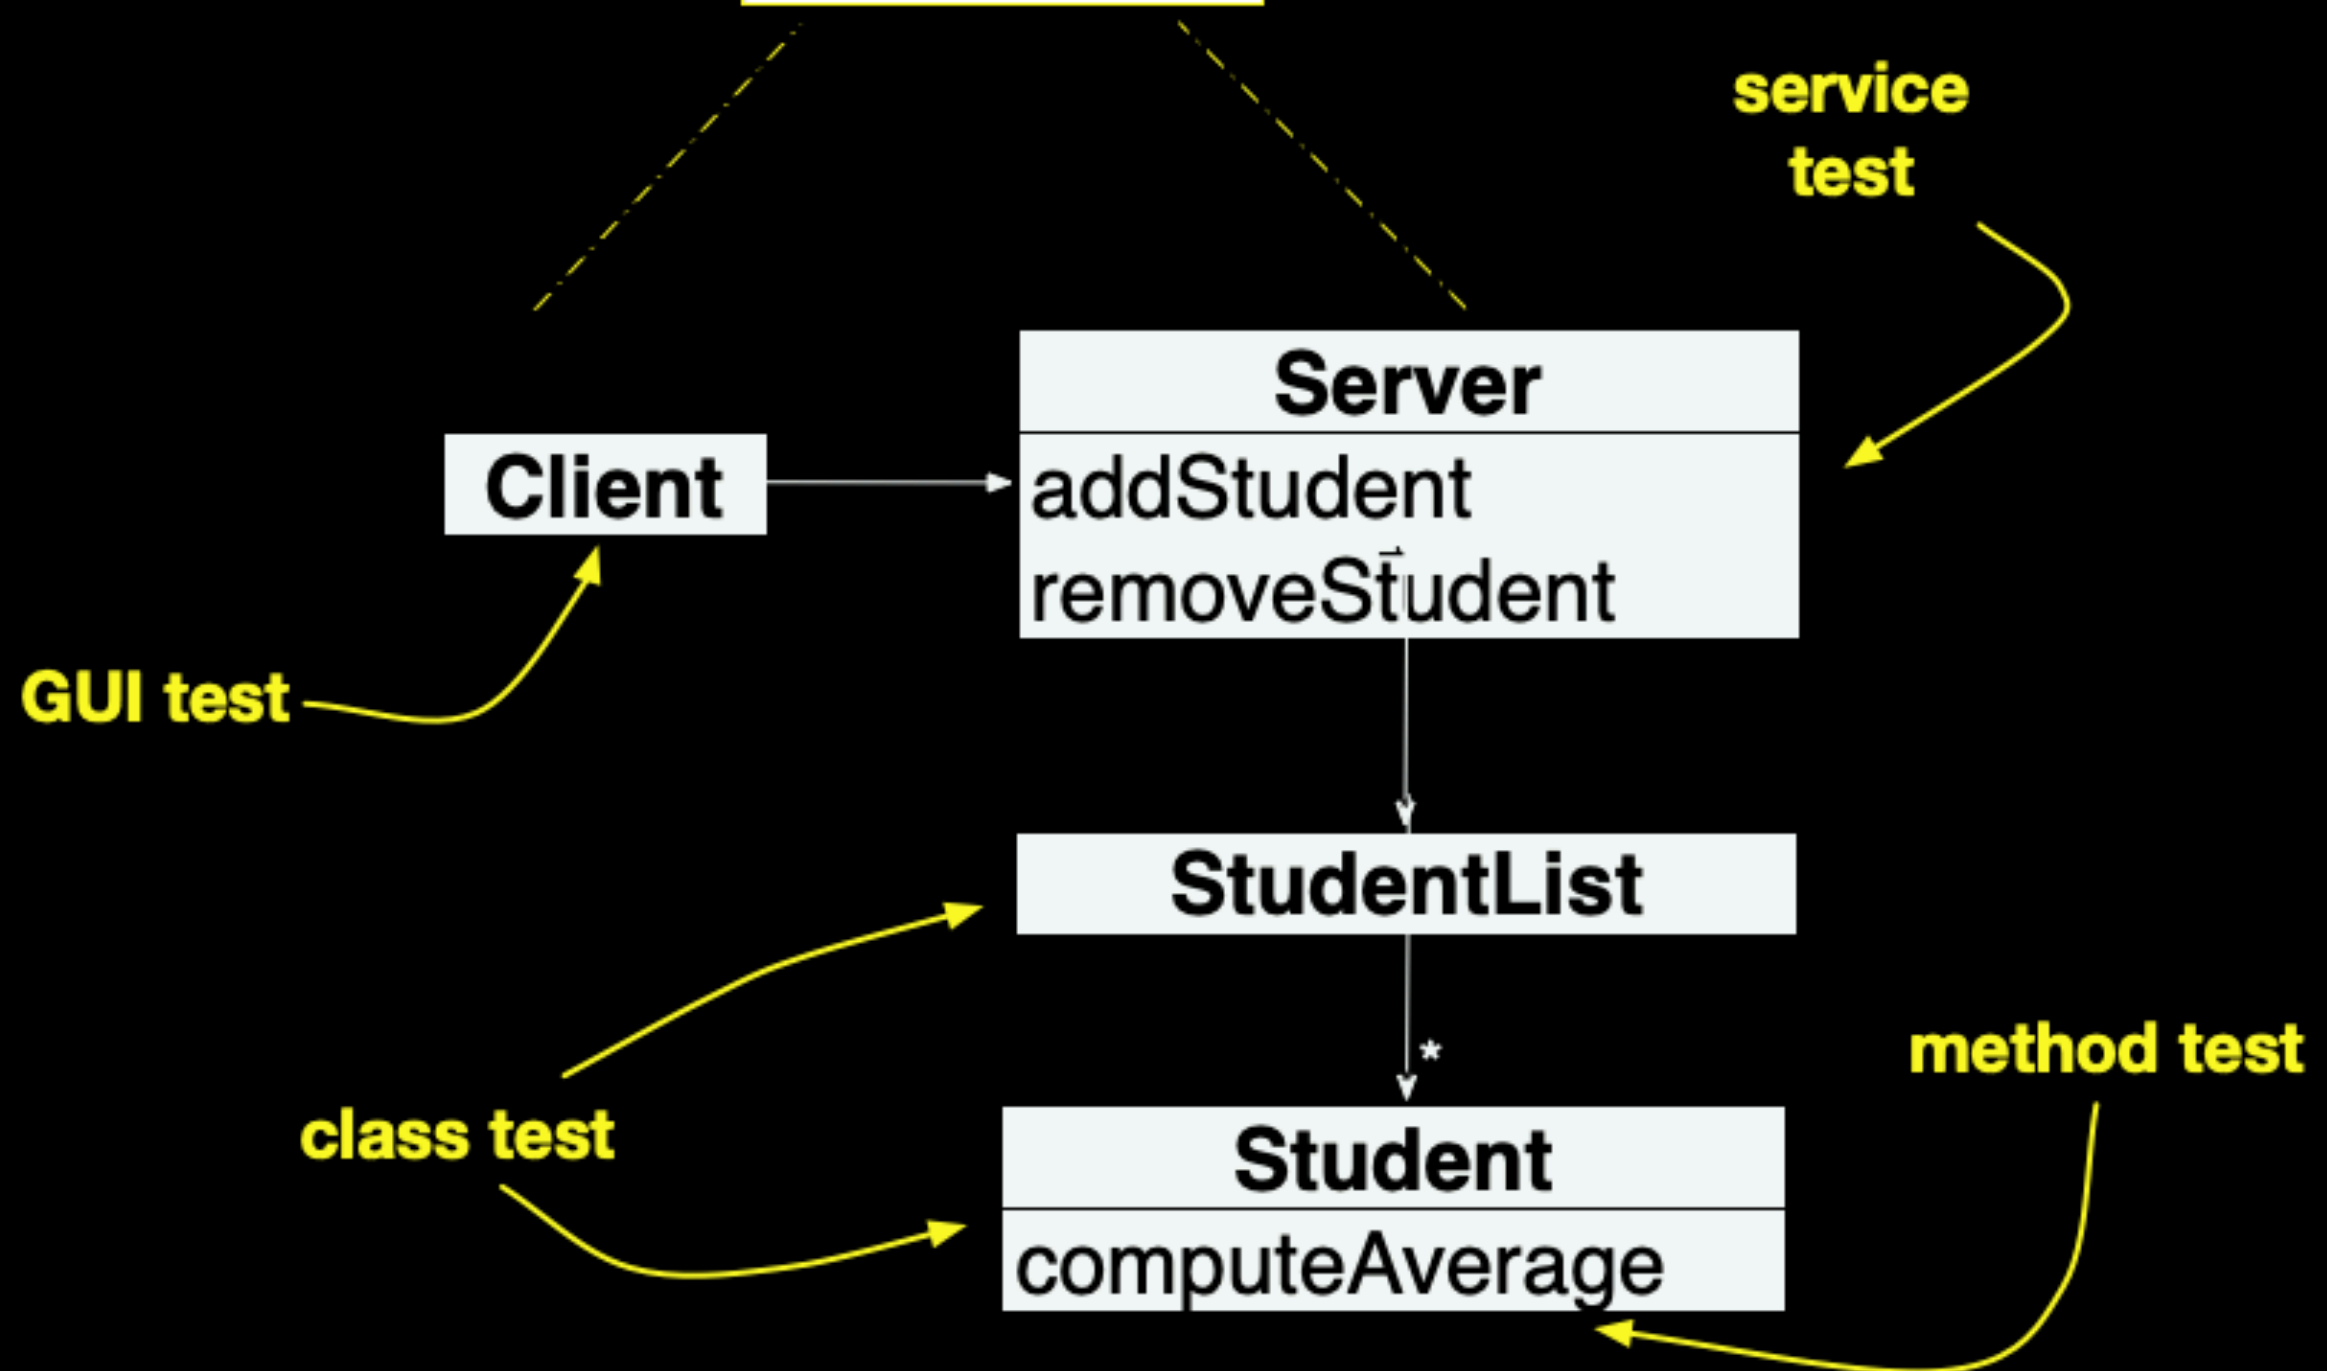 service
test
Server
Client
addStudent
removeStudent
GUI test
StudentList
*
method test
class test
Student
computeAverage